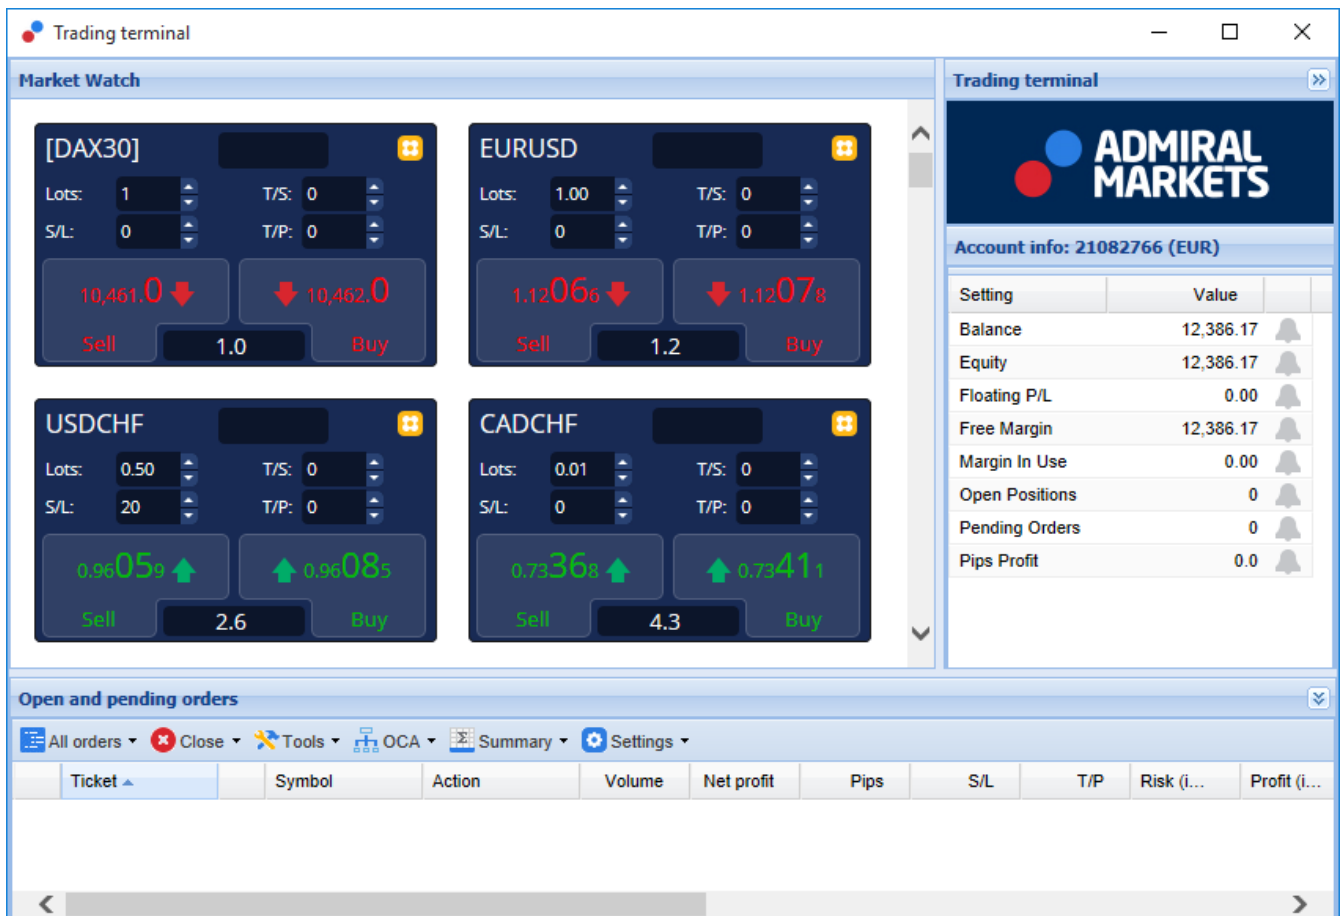 Trading terminal
Market Watch
[DAX30]
Lots: 1 T/S: 0
S/L: 0 T/P: 0
10,461.0 10,462.0
Sell 1.0 Buy
EURUSD
Lots: 1.00 T/S: 0
S/L: 0 T/P: 0
1.12066 1.12078
Sell 1.2 Buy
USDCHF
Lots: 0.50 T/S: 0
S/L: 20 T/P: 0
0.96059 0.96085
Sell 2.6 Buy
CADCHF
Lots: 0.01 T/S: 0
S/L: 0 T/P: 0
0.73368 0.73411
Sell 4.3 Buy
Trading terminal
ADMIRAL
MARKETS
Account info: 21082766 (EUR)
Setting Value
Balance 12,386.17
Equity 12,386.17
Floating P/L 0.00
Free Margin 12,386.17
Margin In Use 0.00
Open Positions 0
Pending Orders 0
Pips Profit 0.0
Open and pending orders
All orders Close Tools OCA Summary Settings
Ticket Symbol Action Volume Net profit Pips S/L T/P Risk (i... Profit (i...